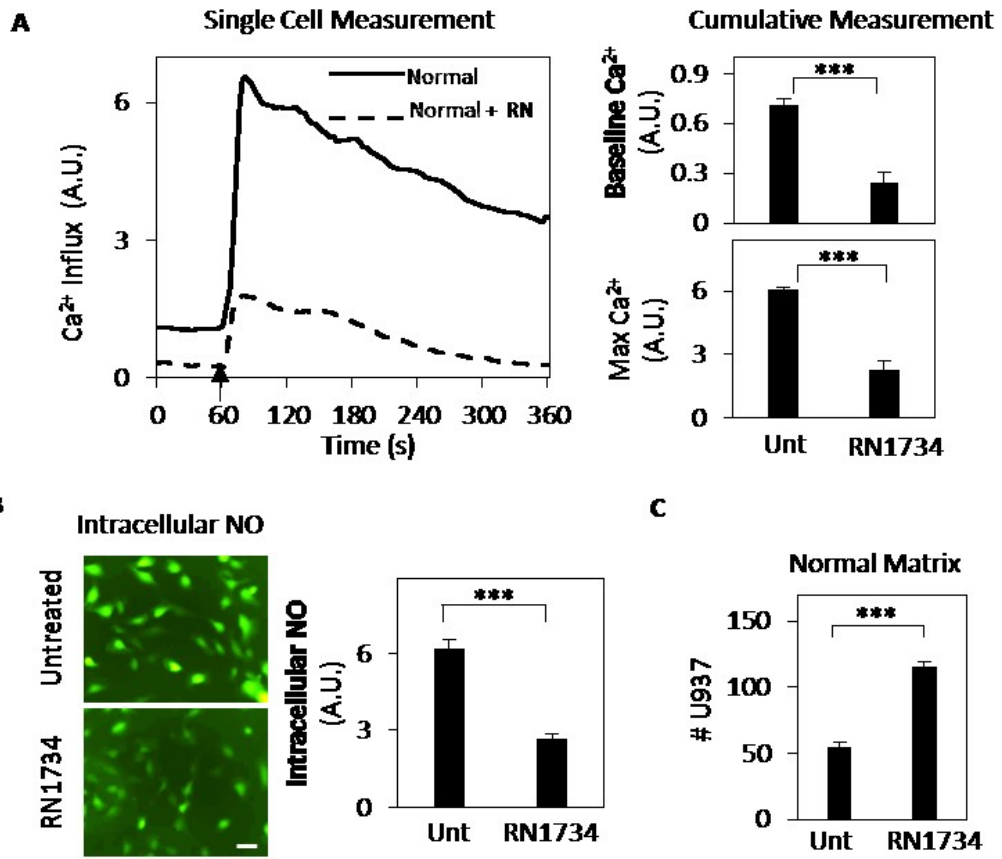 A
Single Cell Measurement
Cumulative Measurement
Ca²⁺ Influx (A.U.)
6
3
0
Normal
Normal + RN
0 60 120 180 240 300 360
Time (s)
Baseline Ca²⁺
(A.U.)
0.9
0.6
0.3
0
***
Max Ca²⁺
(A.U.)
6
3
0
***
Unt RN1734
Intracellular NO
Untreated
RN1734
Intracellular NO
(A.U.)
6
3
0
***
Unt RN1734
C
Normal Matrix
# U937
150
100
50
0
***
Unt RN1734